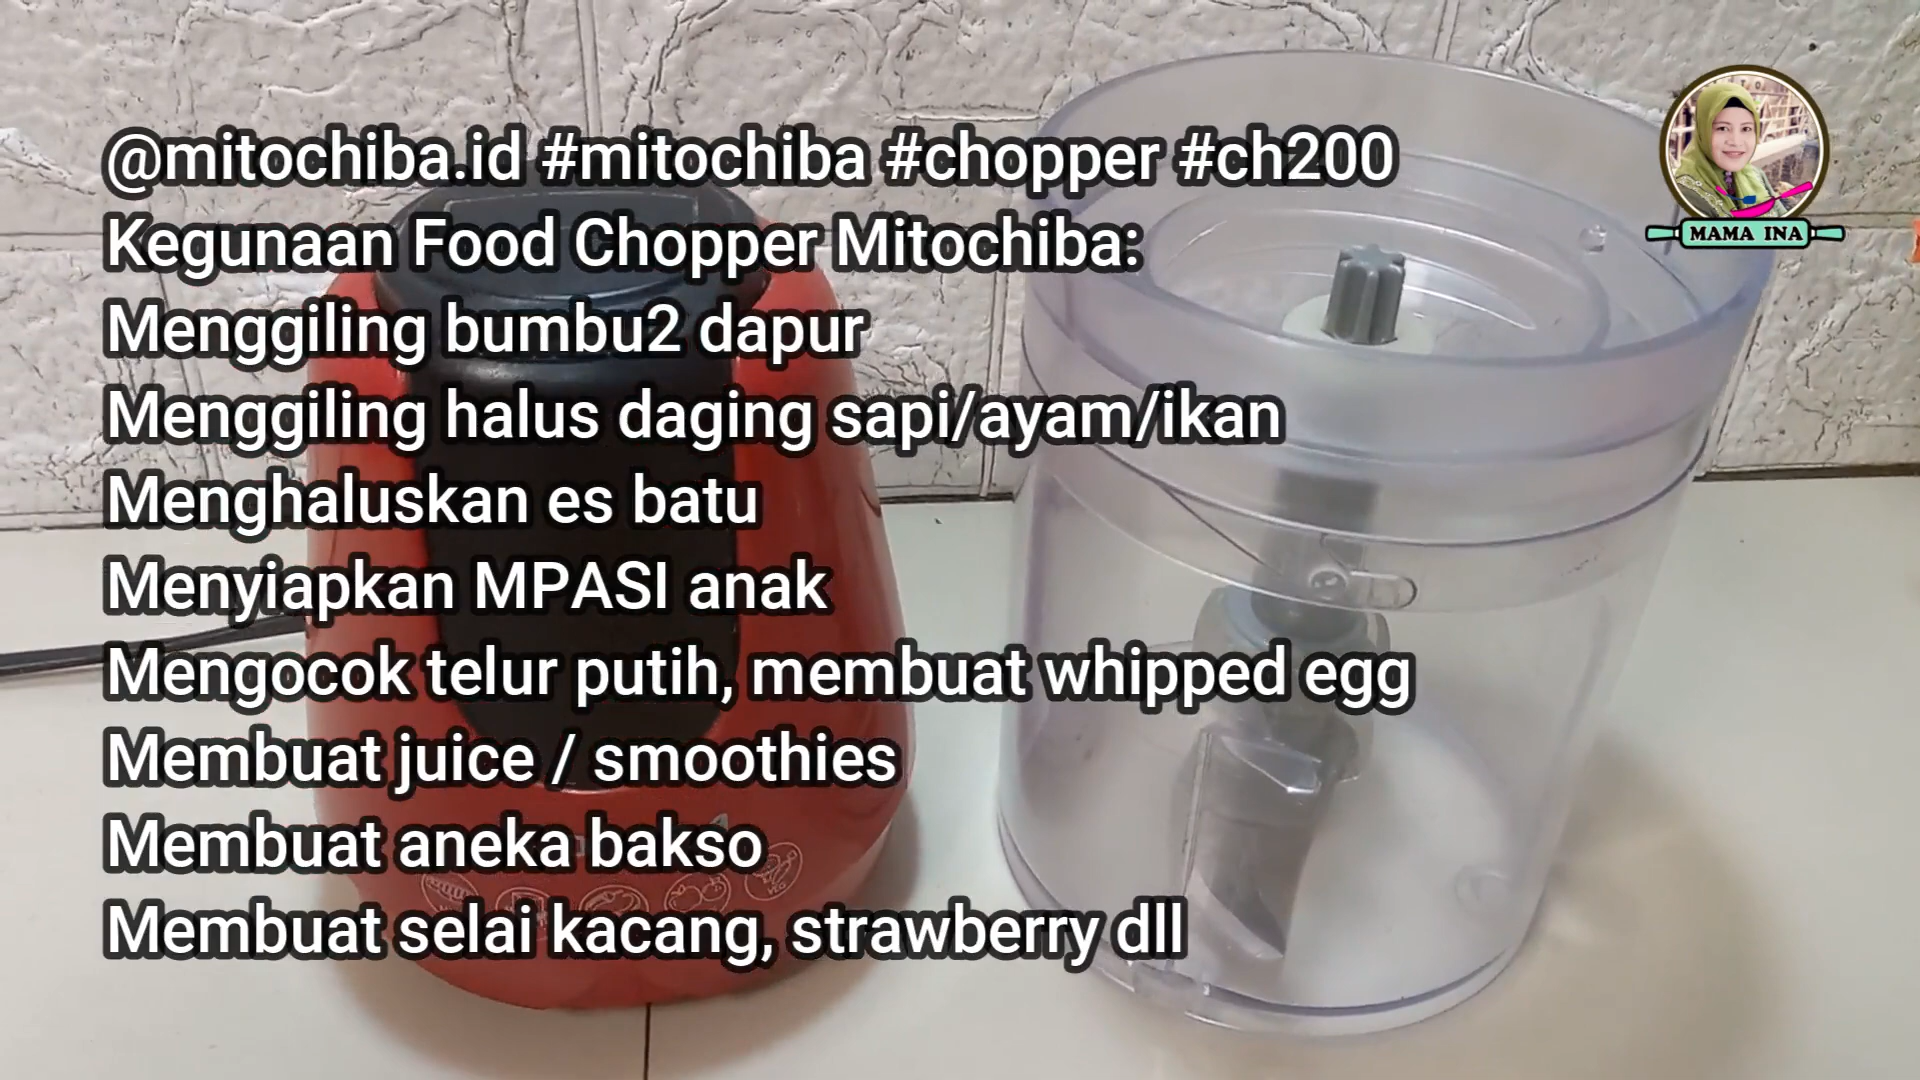 @mitochiba.id #mitochiba #chopper #ch200
Kegunaan Food Chopper Mitochiba:
Menggiling bumbu2 dapur
Menggiling halus daging sapi/ayam/ikan
Menghaluskan es batu
Menyiapkan MPASI anak
Mengocok telur putih, membuat whipped egg
Membuat juice / smoothies
Membuat aneka bakso
Membuat selai kacang, strawberry dll
MAMA INA